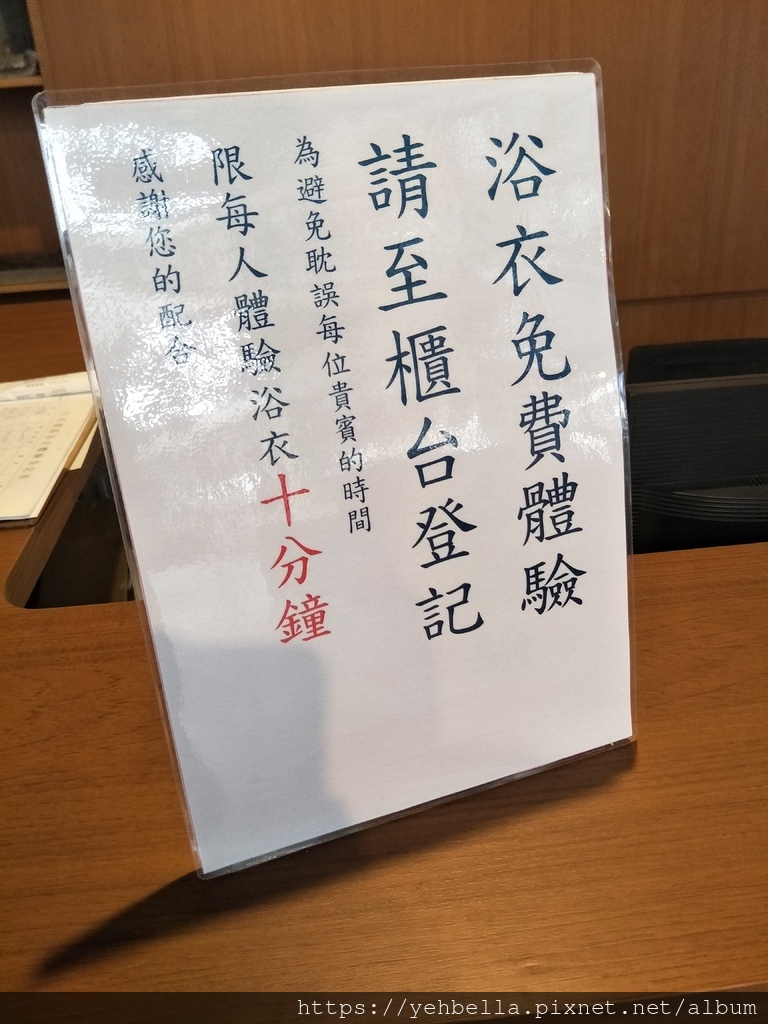 浴衣免費體驗
請至櫃台登記
為避免耽誤每位貴賓的時間
限每人體驗浴衣十分鐘
感謝您的配合
https://yehbella.pixnet.net/album